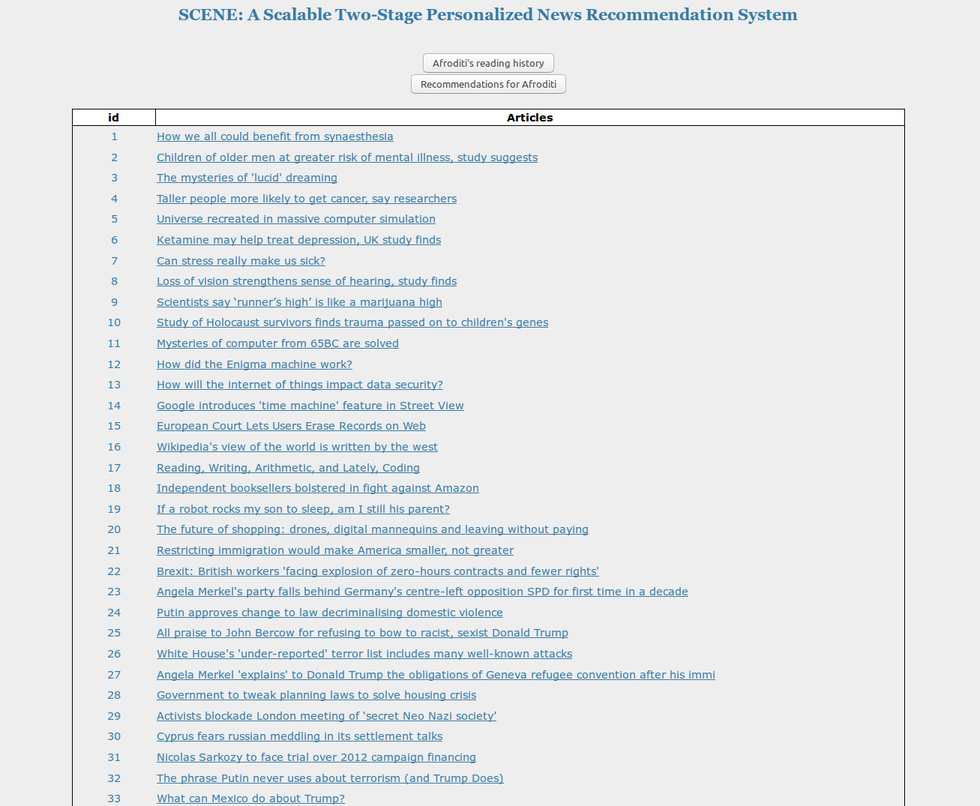 SCENE: A Scalable Two-Stage Personalized News Recommendation System
Afroditi's reading history
Recommendations for Afroditi
id Articles
1 How we all could benefit from synaesthesia
2 Children of older men at greater risk of mental illness, study suggests
3 The mysteries of 'lucid' dreaming
4 Taller people more likely to get cancer, say researchers
5 Universe recreated in massive computer simulation
6 Ketamine may help treat depression, UK study finds
7 Can stress really make us sick?
8 Loss of vision strengthens sense of hearing, study finds
9 Scientists say ‘runner’s high’ is like a marijuana high
10 Study of Holocaust survivors finds trauma passed on to children's genes
11 Mysteries of computer from 65BC are solved
12 How did the Enigma machine work?
13 How will the internet of things impact data security?
14 Google introduces 'time machine' feature in Street View
15 European Court Lets Users Erase Records on Web
16 Wikipedia's view of the world is written by the west
17 Reading, Writing, Arithmetic, and Lately, Coding
18 Independent booksellers bolstered in fight against Amazon
19 If a robot rocks my son to sleep, am I still his parent?
20 The future of shopping: drones, digital mannequins and leaving without paying
21 Restricting immigration would make America smaller, not greater
22 Brexit: British workers 'facing explosion of zero-hours contracts and fewer rights'
23 Angela Merkel's party falls behind Germany's centre-left opposition SPD for first time in a decade
24 Putin approves change to law decriminalising domestic violence
25 All praise to John Bercow for refusing to bow to racist, sexist Donald Trump
26 White House's 'under-reported' terror list includes many well-known attacks
27 Angela Merkel 'explains' to Donald Trump the obligations of Geneva refugee convention after his immi
28 Government to tweak planning laws to solve housing crisis
29 Activists blockade London meeting of ‘secret Neo Nazi society’
30 Cyprus fears russian meddling in its settlement talks
31 Nicolas Sarkozy to face trial over 2012 campaign financing
32 The phrase Putin never uses about terrorism (and Trump Does)
33 What can Mexico do about Trump?